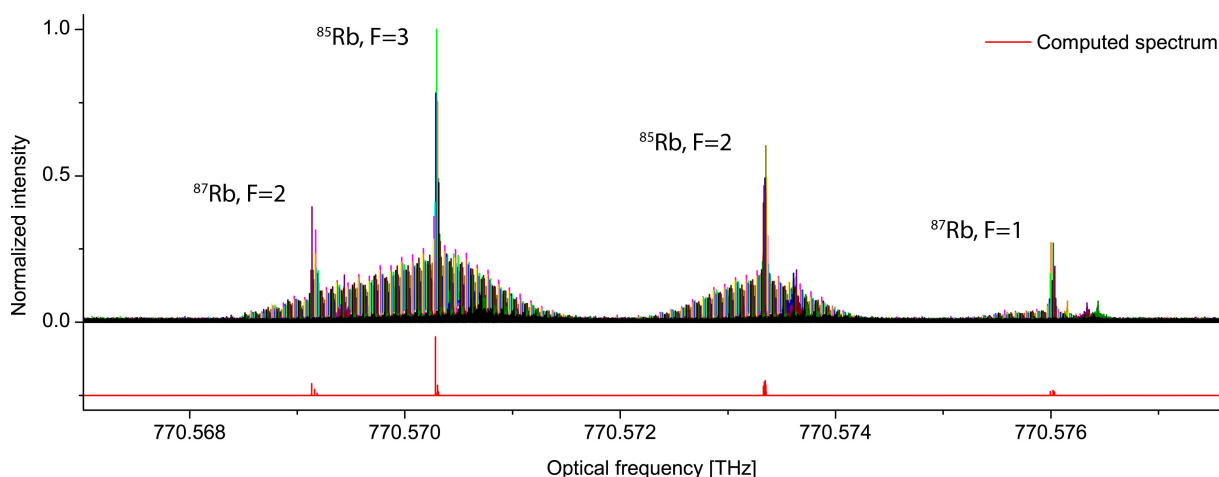 1.0
⁸⁵Rb, F=3
Computed spectrum
Normalized intensity
⁸⁵Rb, F=2
0.5
⁸⁷Rb, F=2
⁸⁷Rb, F=1
0.0
770.568
770.570
770.572
770.574
770.576
Optical frequency [THz]